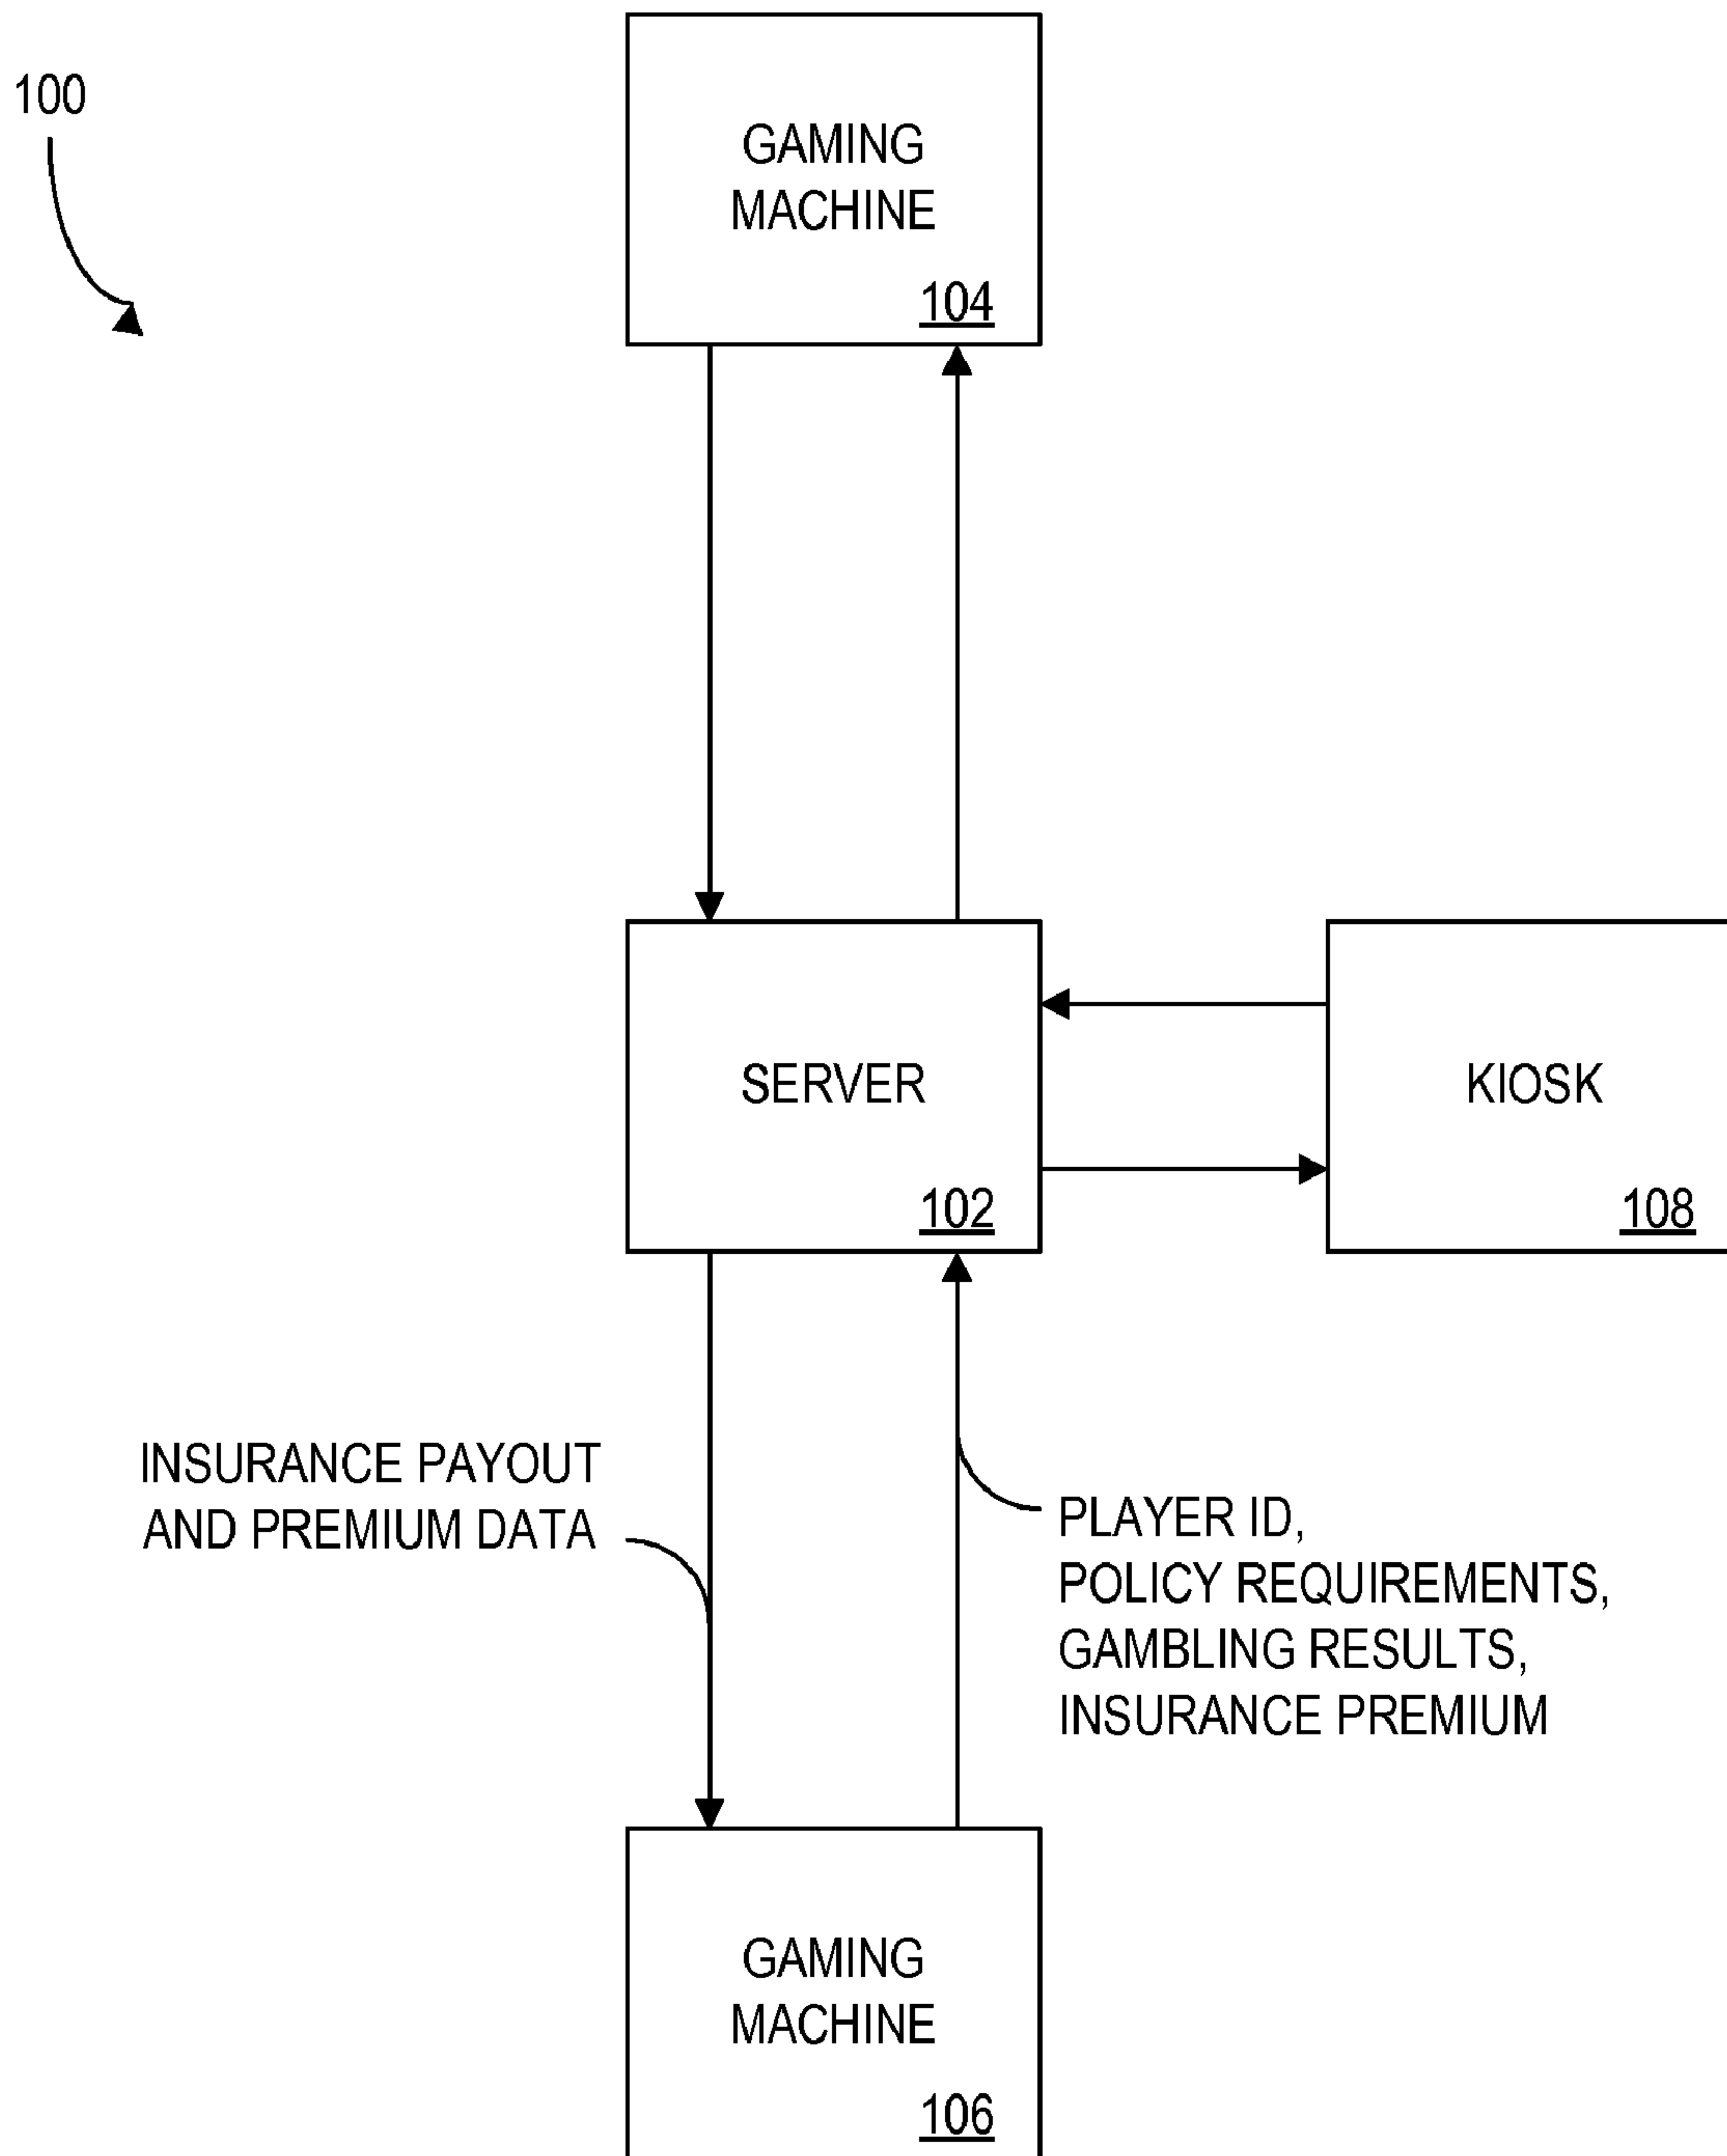 100
GAMING
MACHINE
104
SERVER
102
KIOSK
108
INSURANCE PAYOUT
AND PREMIUM DATA
PLAYER ID,
POLICY REQUIREMENTS,
GAMBLING RESULTS,
INSURANCE PREMIUM
GAMING
MACHINE
106